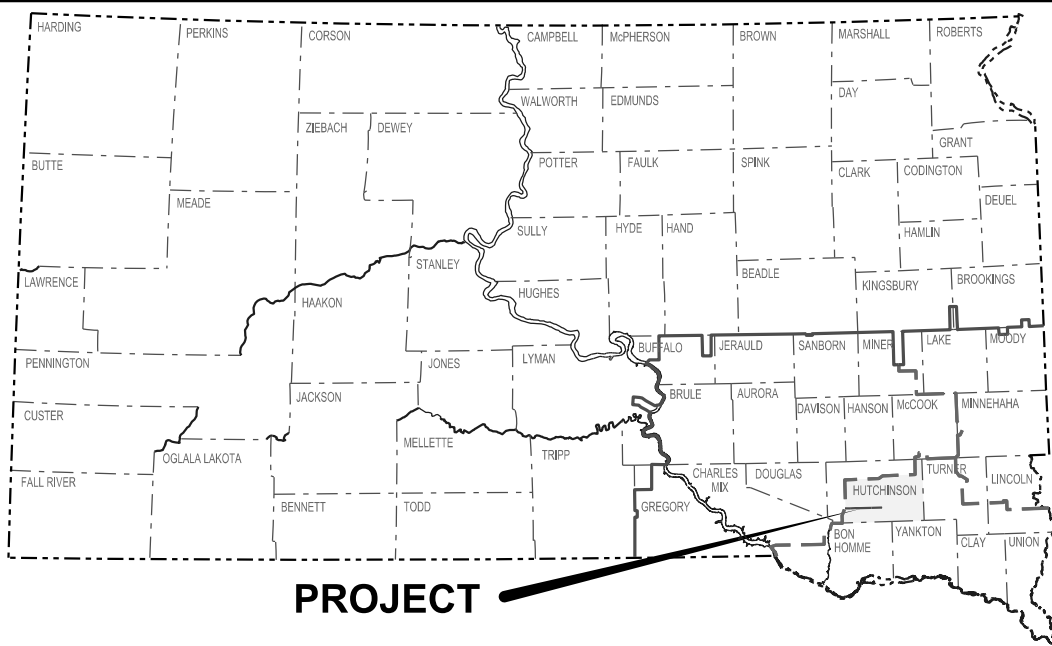 HARDING
PERKINS
CORSON
CAMPBELL
McPHERSON
BROWN
MARSHALL
ROBERTS
WALWORTH
EDMUNDS
DAY
ZIEBACH
DEWEY
GRANT
BUTTE
POTTER
FAULK
SPINK
CLARK
CODINGTON
MEADE
DEUEL
SULLY
HYDE
HAND
HAMLIN
STANLEY
BEADLE
LAWRENCE
HAAKON
HUGHES
KINGSBURY
BROOKINGS
PENNINGTON
JONES
LYMAN
BUFFALO
JERAULD
SANBORN
MINER
LAKE
MOODY
JACKSON
BRULE
AURORA
CUSTER
DAVISON
HANSON
McCOOK
MINNEHAHA
OGLALA LAKOTA
MELLETTE
TRIPP
FALL RIVER
CHARLES
MIX
DOUGLAS
TURNER
LINCOLN
HUTCHINSON
BENNETT
TODD
GREGORY
BON
HOMME
YANKTON
CLAY
UNION
PROJECT